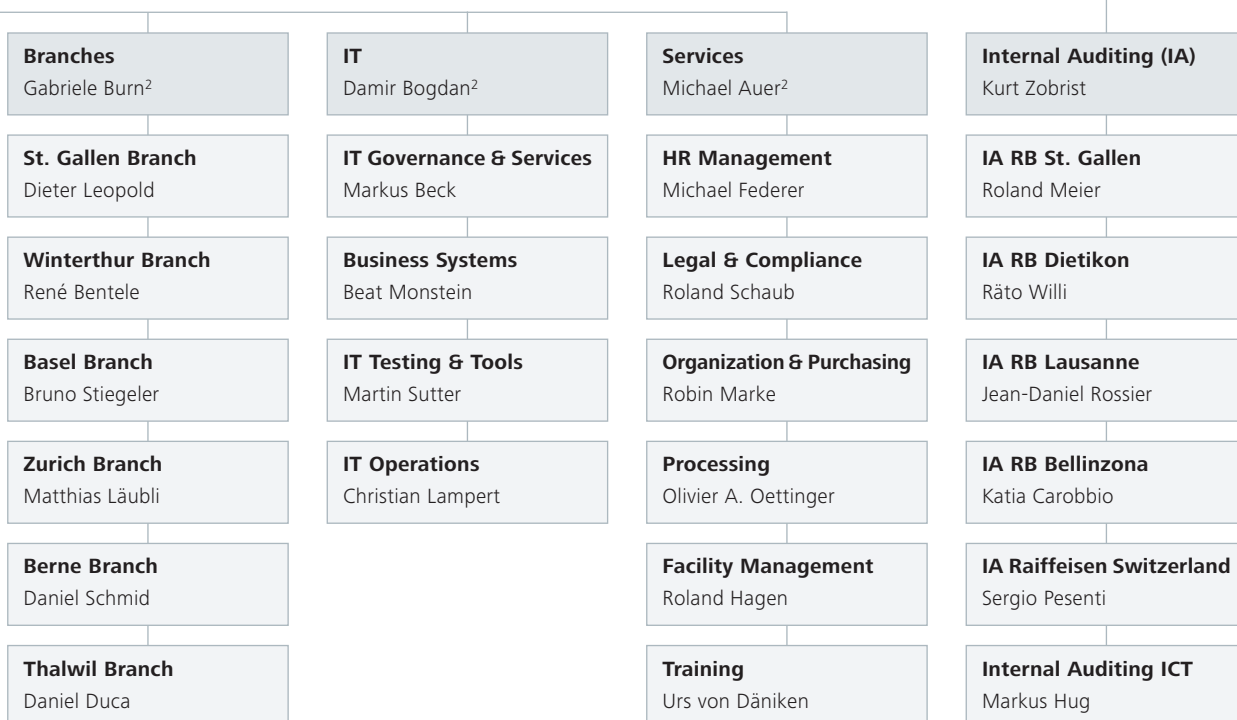 Branches
Gabriele Burn²
St. Gallen Branch
Dieter Leopold
Winterthur Branch
René Bentele
Basel Branch
Bruno Stiegeler
Zurich Branch
Matthias Läubli
Berne Branch
Daniel Schmid
Thalwil Branch
Daniel Duca
IT
Damir Bogdan²
IT Governance & Services
Markus Beck
Business Systems
Beat Monstein
IT Testing & Tools
Martin Sutter
IT Operations
Christian Lampert
Services
Michael Auer²
HR Management
Michael Federer
Legal & Compliance
Roland Schaub
Organization & Purchasing
Robin Marke
Processing
Olivier A. Oettinger
Facility Management
Roland Hagen
Training
Urs von Däniken
Internal Auditing (IA)
Kurt Zobrist
IA RB St. Gallen
Roland Meier
IA RB Dietikon
Räto Willi
IA RB Lausanne
Jean-Daniel Rossier
IA RB Bellinzona
Katia Carobbio
IA Raiffeisen Switzerland
Sergio Pesenti
Internal Auditing ICT
Markus Hug